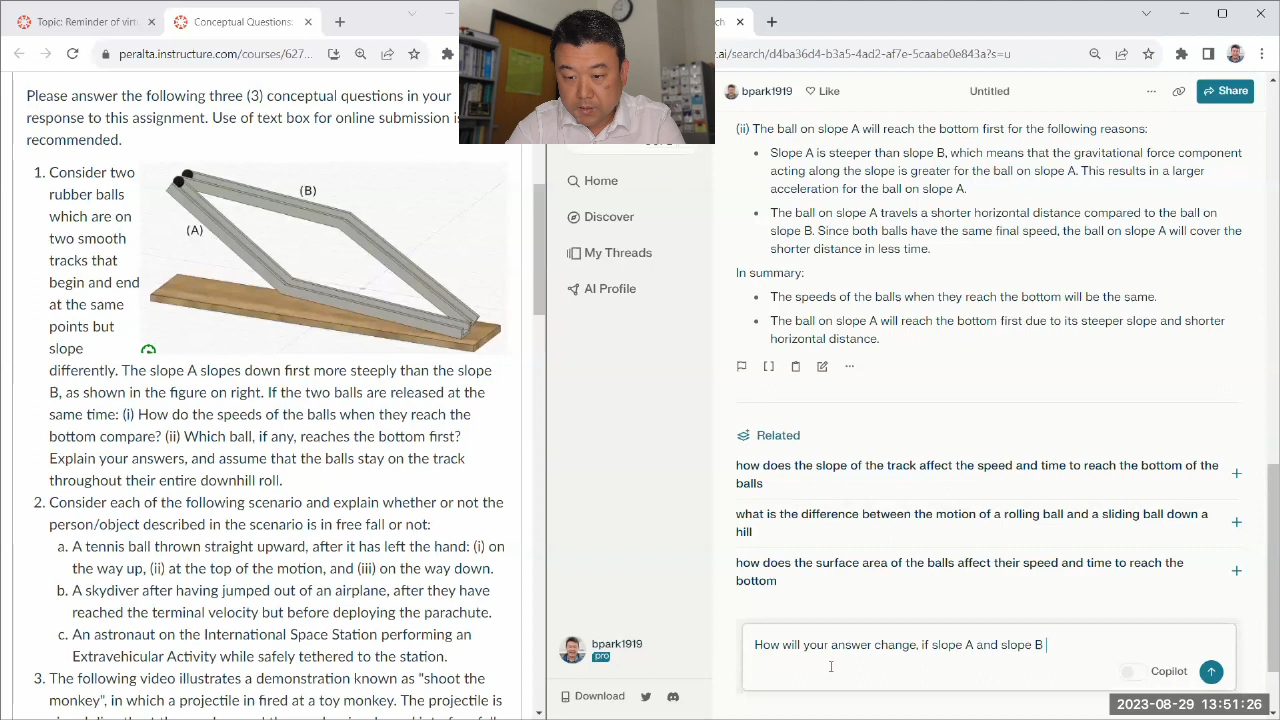 Topic: Reminder of virtu
Conceptual Questions:
peralta.instructure.com/courses/627...
.ai/search/d4ba36d4-b3a5-4ad2-af7e-5caabe0e843a?s=u
Please answer the following three (3) conceptual questions in your
response to this assignment. Use of text box for online submission is
recommended.
1. Consider two
rubber balls
which are on
two smooth
tracks that
begin and end
at the same
points but
slope
differently. The slope A slopes down first more steeply than the slope
B, as shown in the figure on right. If the two balls are released at the
same time: (i) How do the speeds of the balls when they reach the
bottom compare? (ii) Which ball, if any, reaches the bottom first?
Explain your answers, and assume that the balls stay on the track
throughout their entire downhill roll.
(A)
(B)
2. Consider each of the following scenario and explain whether or not the
person/object described in the scenario is in free fall or not:
a. A tennis ball thrown straight upward, after it has left the hand: (i) on
the way up, (ii) at the top of the motion, and (iii) on the way down.
b. A skydiver after having jumped out of an airplane, after they have
reached the terminal velocity but before deploying the parachute.
c. An astronaut on the International Space Station performing an
Extravehicular Activity while safely tethered to the station.
3. The following video illustrates a demonstration known as "shoot the
monkey", in which a projectile in fired at a toy monkey. The projectile is
Home
Discover
My Threads
AI Profile
bpark1919
pro
Download
bpark1919
Like
Untitled
Share
(ii) The ball on slope A will reach the bottom first for the following reasons:
• Slope A is steeper than slope B, which means that the gravitational force component
acting along the slope is greater for the ball on slope A. This results in a larger
acceleration for the ball on slope A.
• The ball on slope A travels a shorter horizontal distance compared to the ball on
slope B. Since both balls have the same final speed, the ball on slope A will cover the
shorter distance in less time.
In summary:
• The speeds of the balls when they reach the bottom will be the same.
• The ball on slope A will reach the bottom first due to its steeper slope and shorter
horizontal distance.
Related
how does the slope of the track affect the speed and time to reach the bottom of the
balls
what is the difference between the motion of a rolling ball and a sliding ball down a
hill
how does the surface area of the balls affect their speed and time to reach the
bottom
How will your answer change, if slope A and slope B
Copilot
2023-08-29 13:51:26